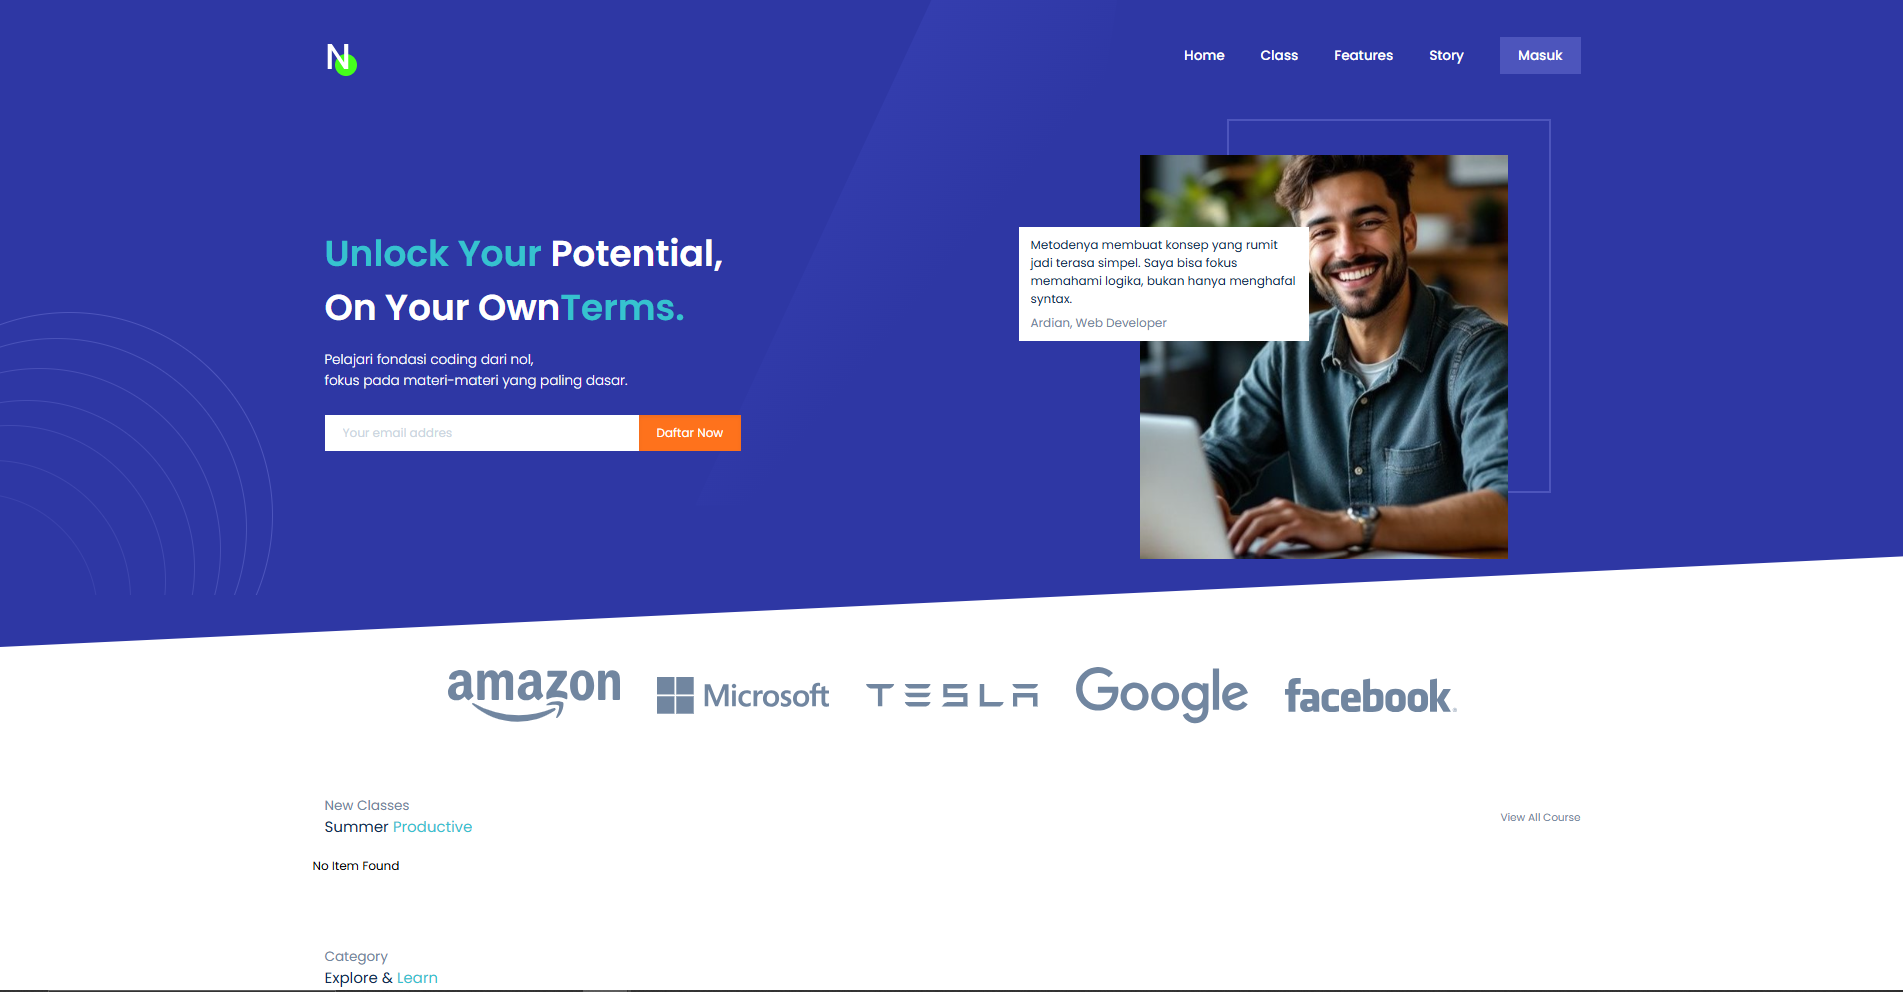 N
Home Class Features Story Masuk
Unlock Your Potential,
On Your OwnTerms.
Pelajari fondasi coding dari nol,
fokus pada materi-materi yang paling dasar.
Your email addres Daftar Now
Metodenya membuat konsep yang rumit
jadi terasa simpel. Saya bisa fokus
memahami logika, bukan hanya menghafal
syntax.
Ardian, Web Developer
amazon Microsoft TESLA Google facebook.
New Classes
Summer Productive
View All Course
No Item Found
Category
Explore & Learn